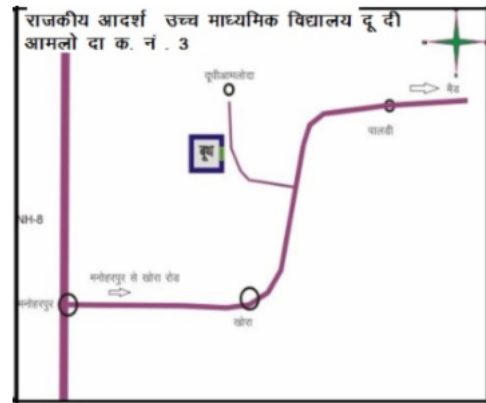 राजकीय आदर्श उच्च माध्यमिक विद्यालय दू दी
आमलो दा क. नं . 3
दूधीआमलोदा
मैड
पालडी
बूथ
NH-8
मनोहरपुर से खोरा रोड
मनोहरपुर
खोरा